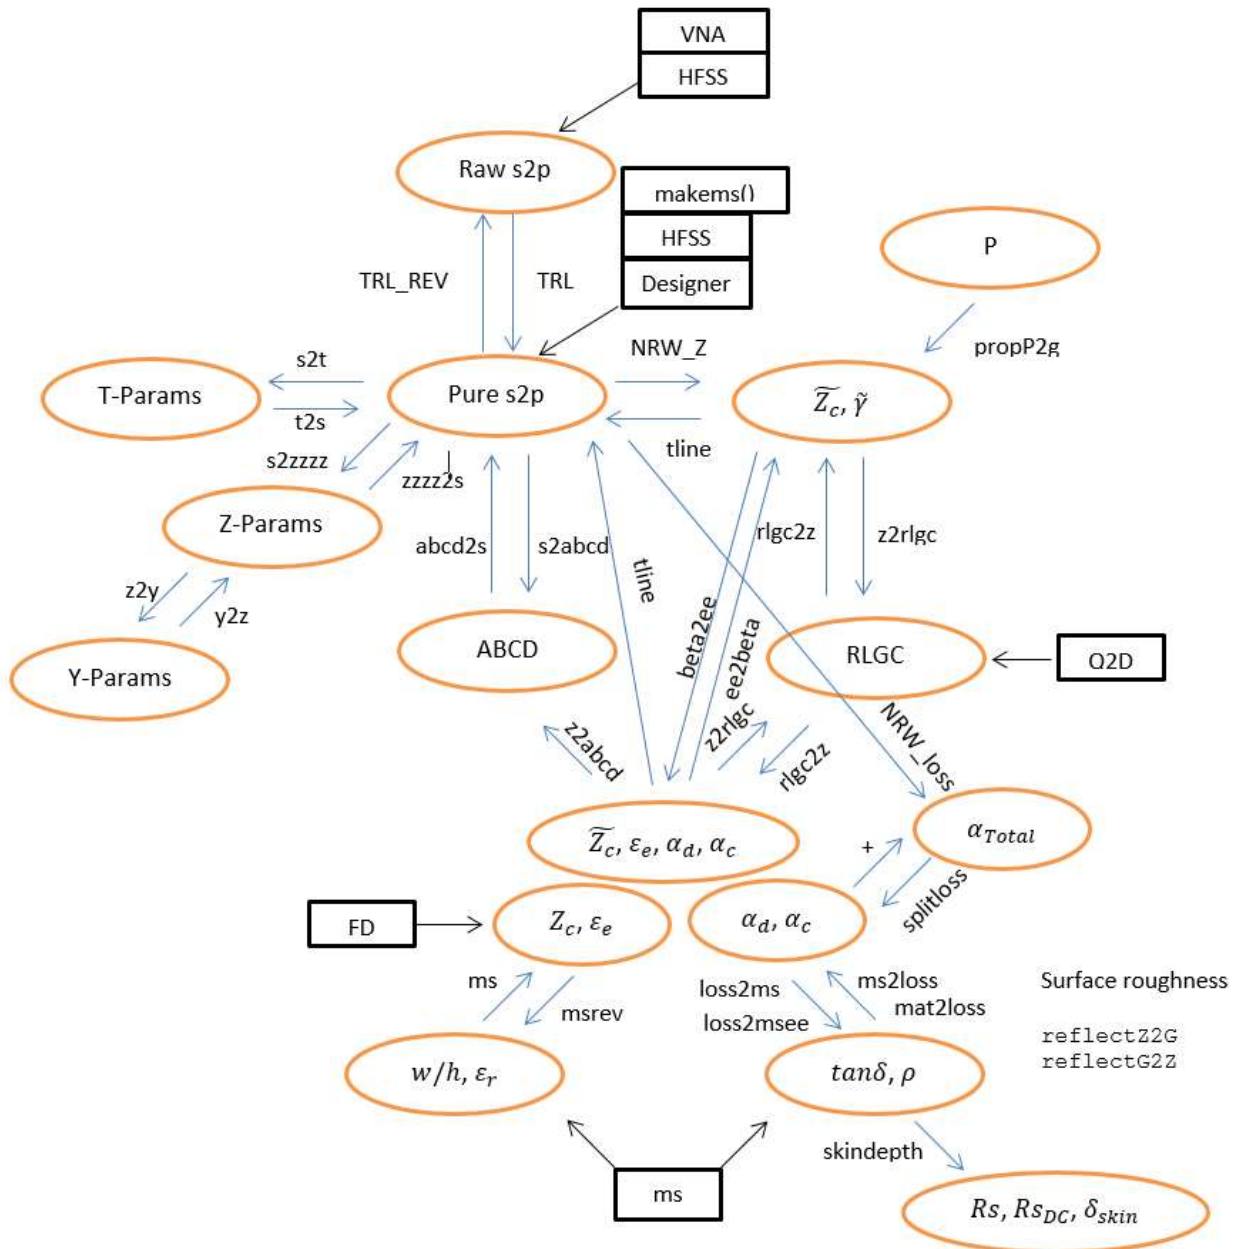 VNA
HFSS
Raw s2p
makems()
HFSS
Designer
P
TRL_REV
TRL
propP2g
s2t
NRW_Z
T-Params
Pure s2p
Z̃c, γ̃
t2s
tline
s2zzzz
zzzz2s
Z-Params
abcd2s
s2abcd
rlgc2z
z2rlgc
tline
z2y
y2z
beta2ee
ee2beta
ABCD
RLGC
Q2D
Y-Params
z2abcd
z2rlgc
rlgc2z
NRW_loss
Z̃c, εe, αd, αc
αTotal
+
splitloss
FD
Zc, εe
αd, αc
ms
msrev
loss2ms
loss2msee
ms2loss
mat2loss
Surface roughness
reflectZ2G
reflectG2Z
w/h, εr
tanδ, ρ
skindepth
ms
Rs, RsDC, δskin